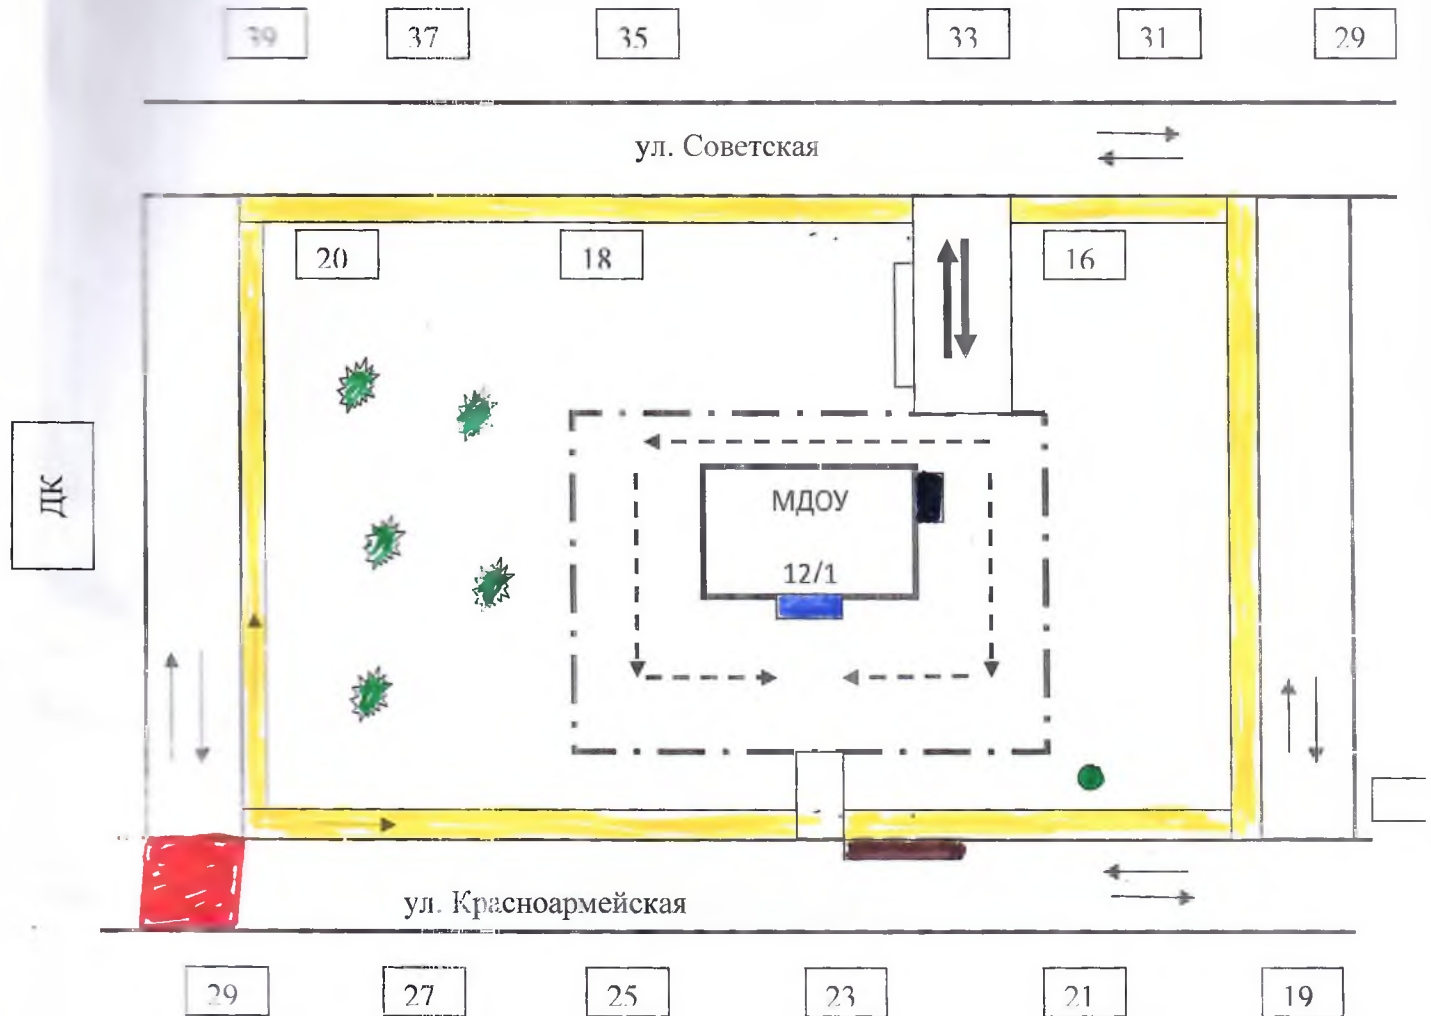 39 37 35 33 31 29
ул. Советская
20 18 16
ДК
МДОУ
12/1
ул. Красноармейская
29 27 25 23 21 19